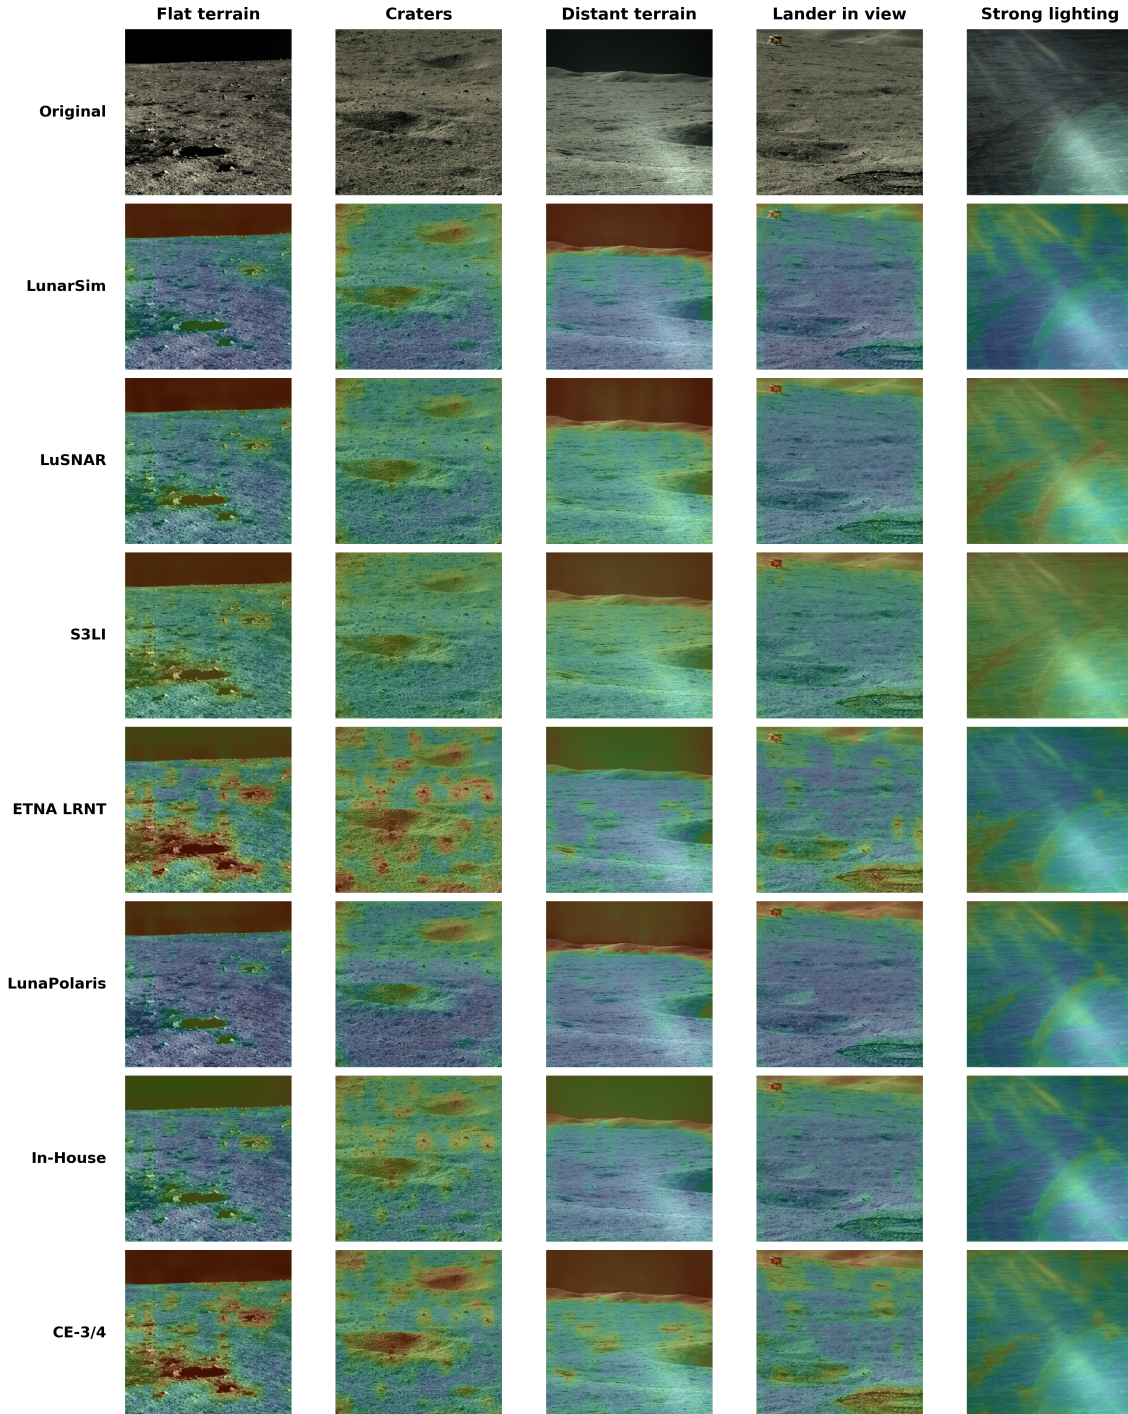 Flat terrain Craters Distant terrain Lander in view Strong lighting
Original
LunarSim
LuSNAR
S3LI
ETNA LRNT
LunaPolaris
In-House
CE-3/4